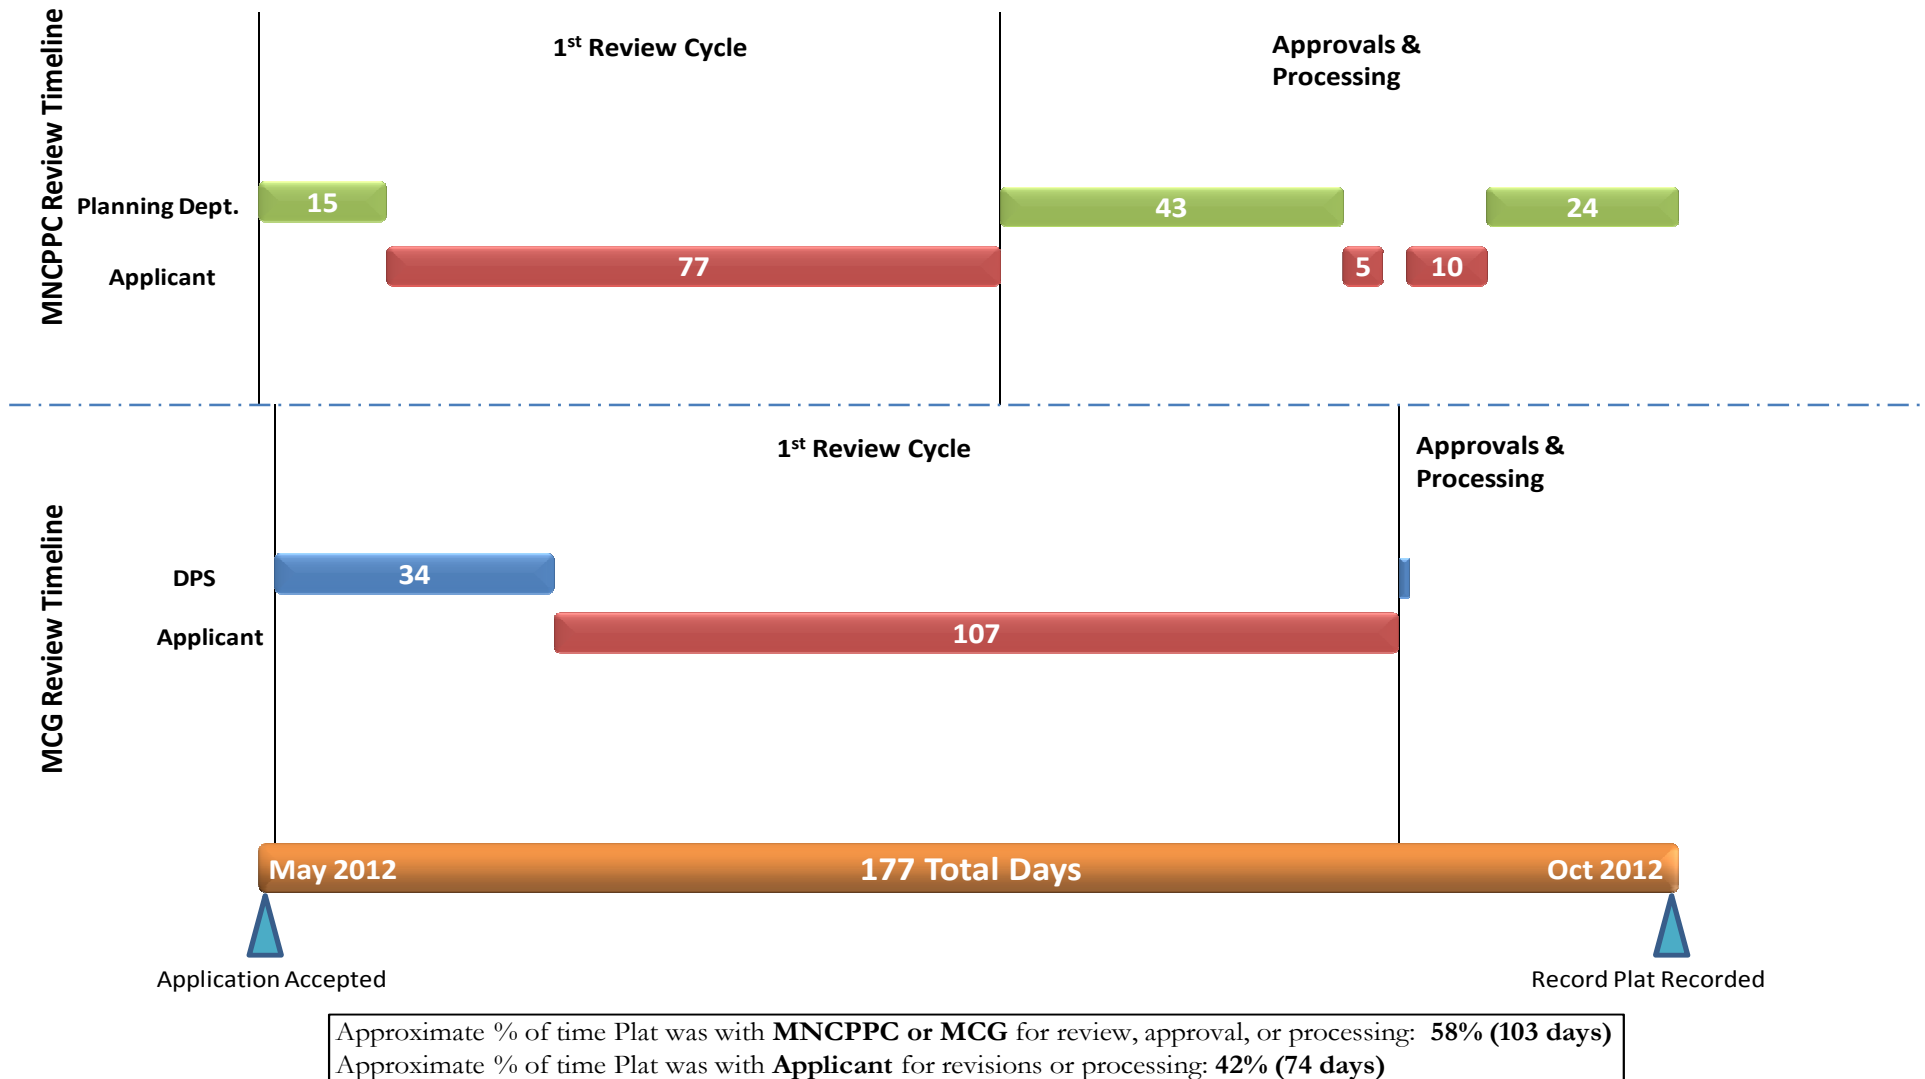 MNCPPC Review Timeline
1st Review Cycle
Approvals &
Processing
Planning Dept.
15
43
24
Applicant
77
5
10
MCG Review Timeline
1st Review Cycle
Approvals &
Processing
DPS
34
Applicant
107
May 2012
177 Total Days
Oct 2012
Application Accepted
Record Plat Recorded
Approximate % of time Plat was with MNCPPC or MCG for review, approval, or processing: 58% (103 days)
Approximate % of time Plat was with Applicant for revisions or processing: 42% (74 days)